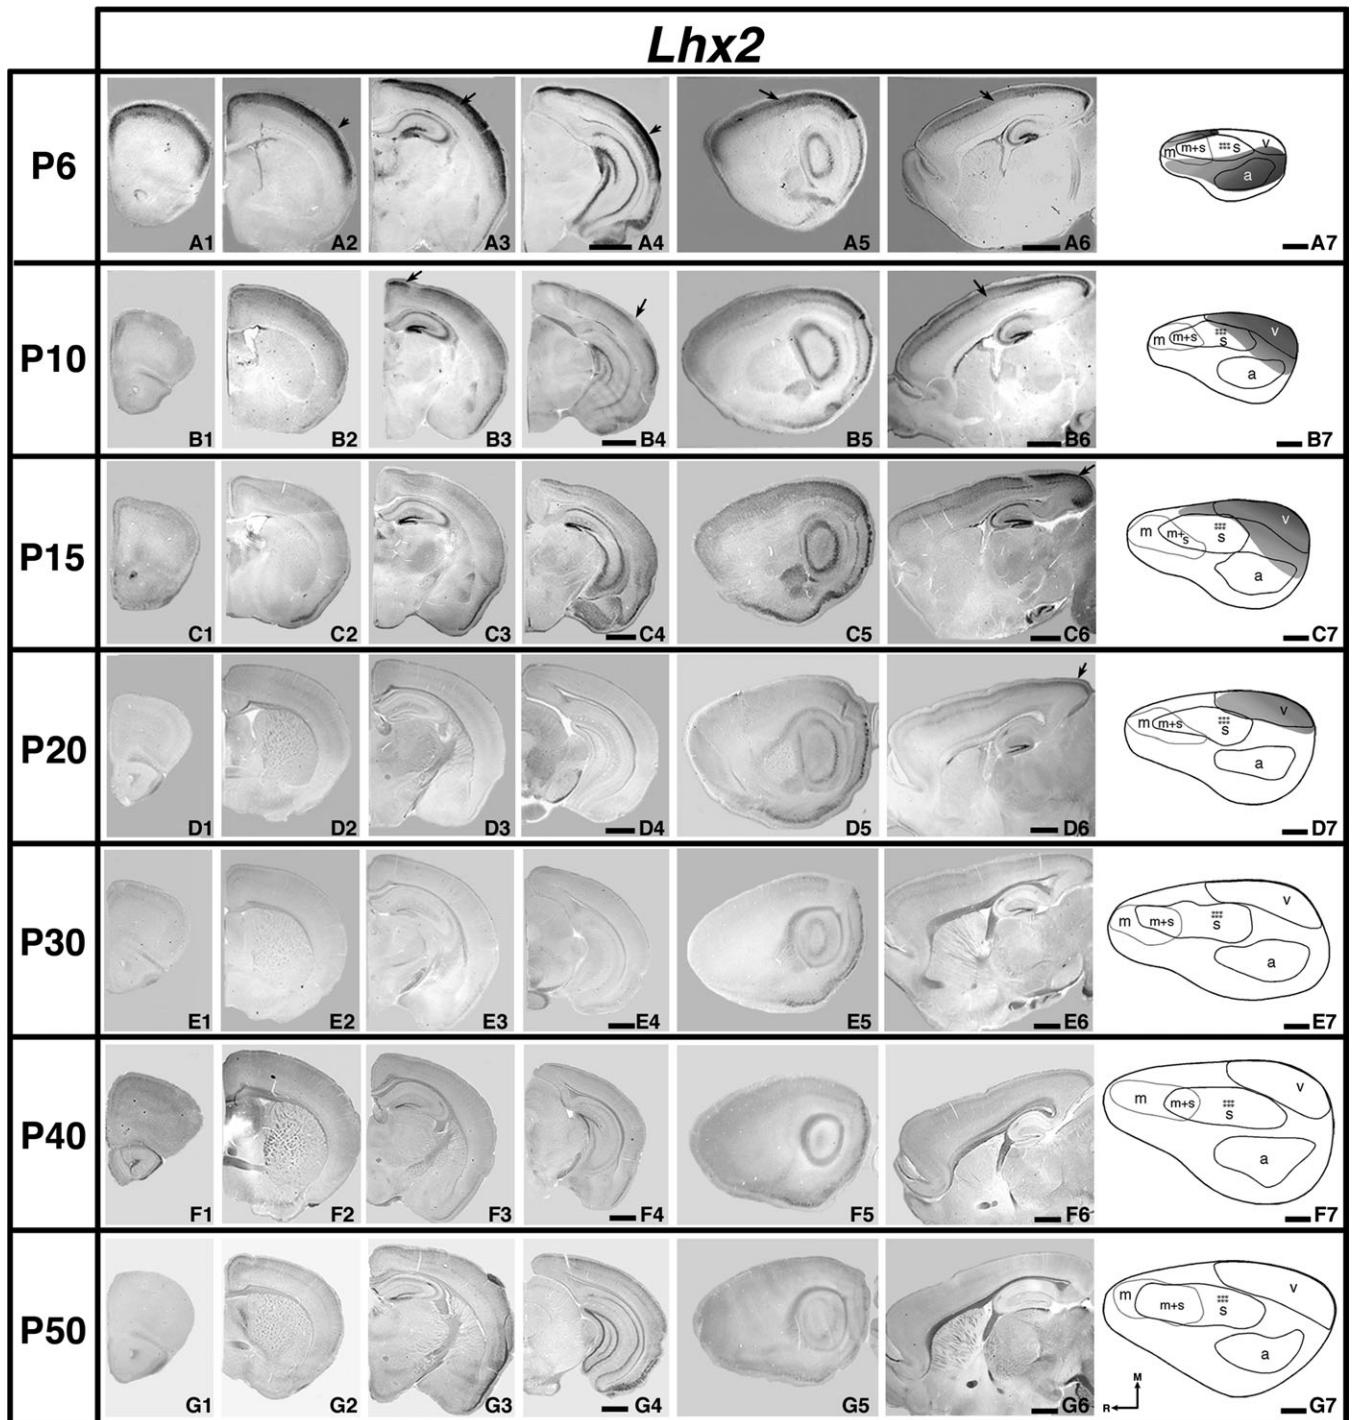 Lhx2
P6
A1 A2 A3 A4 A5 A6 A7
m m+s s v a
P10
B1 B2 B3 B4 B5 B6 B7
m m+s s v a
P15
C1 C2 C3 C4 C5 C6 C7
m m+s s v a
P20
D1 D2 D3 D4 D5 D6 D7
m m+s s v a
P30
E1 E2 E3 E4 E5 E6 E7
m m+s s v a
P40
F1 F2 F3 F4 F5 F6 F7
m m+s s v a
P50
G1 G2 G3 G4 G5 G6 G7
m m+s s v a
M
R